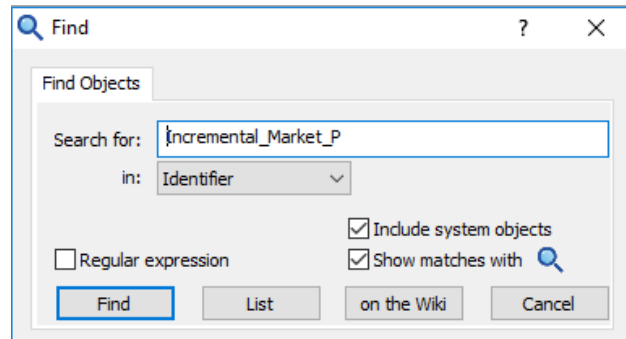 Find ?
Find Objects
Search for: Incremental_Market_P
in: Identifier
Include system objects
Regular expression Show matches with
Find List on the Wiki Cancel